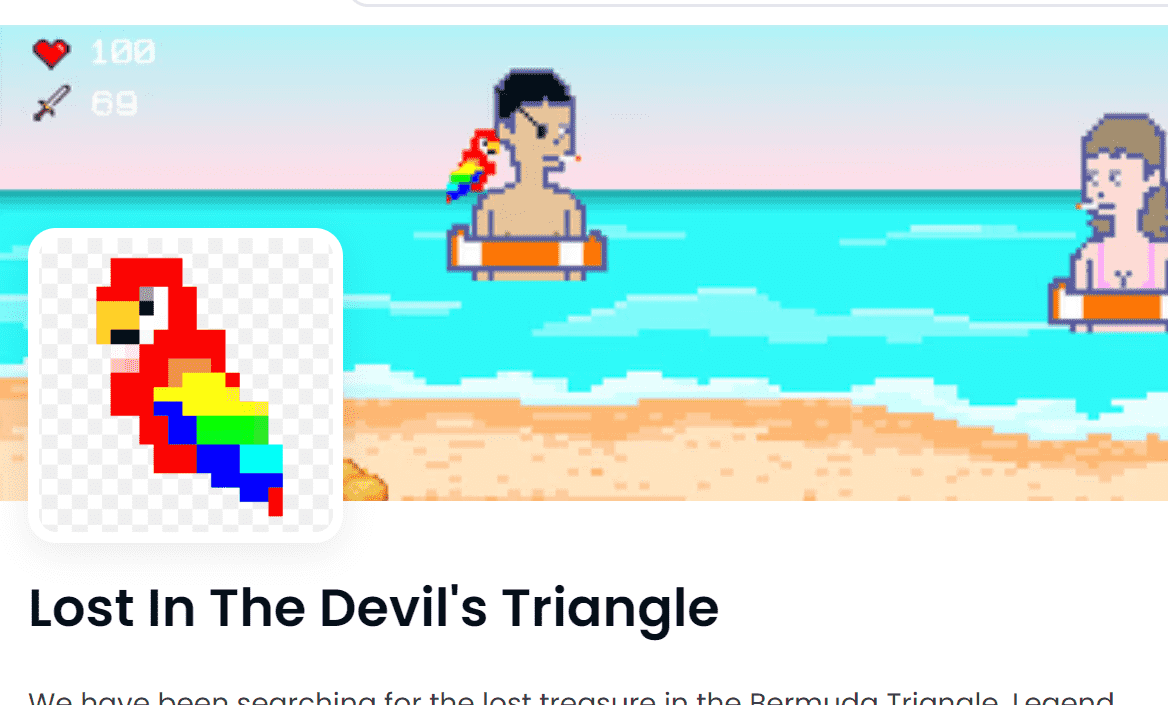 100
69
Lost In The Devil's Triangle
We have been searching for the lost treasure in the Bermuda Triangle. Legend